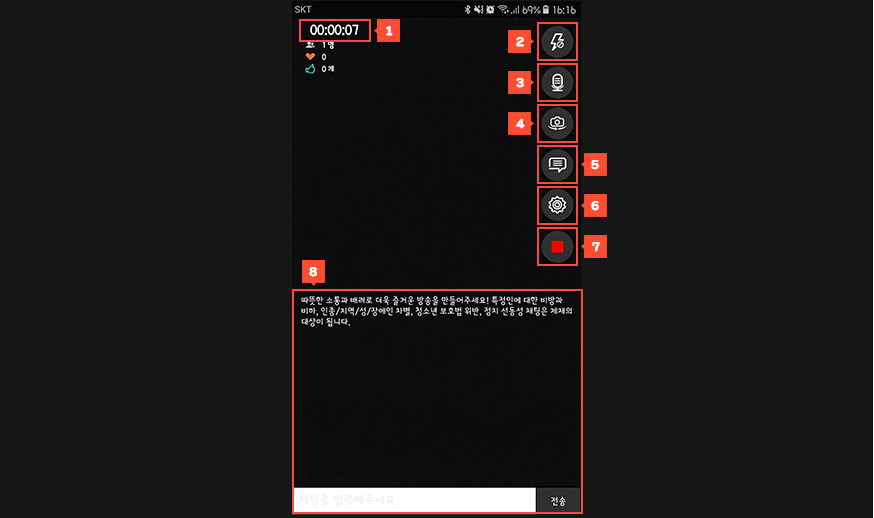 SKT 69% 16:16
00:00:07 1
1명
0
0개
2
3
4
5
6
7
8
따뜻한 소통과 배려로 더욱 즐거운 방송을 만들어주세요! 특정인에 대한 비방과
비하, 인종/지역/성/장애인 차별, 청소년 보호법 위반, 정치 선동성 채팅은 제재의
대상이 됩니다.
채팅을 입력해주세요. 전송